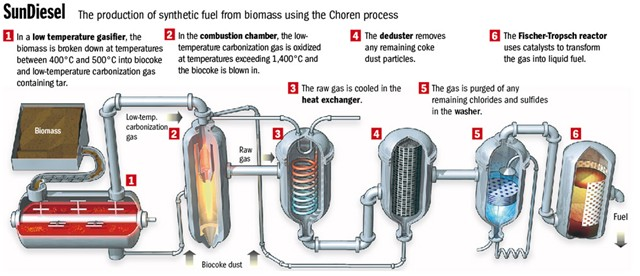 SunDiesel The production of synthetic fuel from biomass using the Choren process
1 In a low temperature gasifier, the
biomass is broken down at temperatures
between 400°C and 500°C into biocoke
and low-temperature carbonization gas
containing tar.
2 In the combustion chamber, the low-
temperature carbonization gas is oxidized
at temperatures exceeding 1,400°C and
the biocoke is blown in.
3 The raw gas is cooled in the
heat exchanger.
4 The deduster removes
any remaining coke
dust particles.
5 The gas is purged of any
remaining chlorides and sulfides
in the washer.
6 The Fischer-Tropsch reactor
uses catalysts to transform
the gas into liquid fuel.
Biomass
1
Low-temp.
carbonization
gas
2
Raw
gas
3
4
5
6
Fuel
Biocoke dust